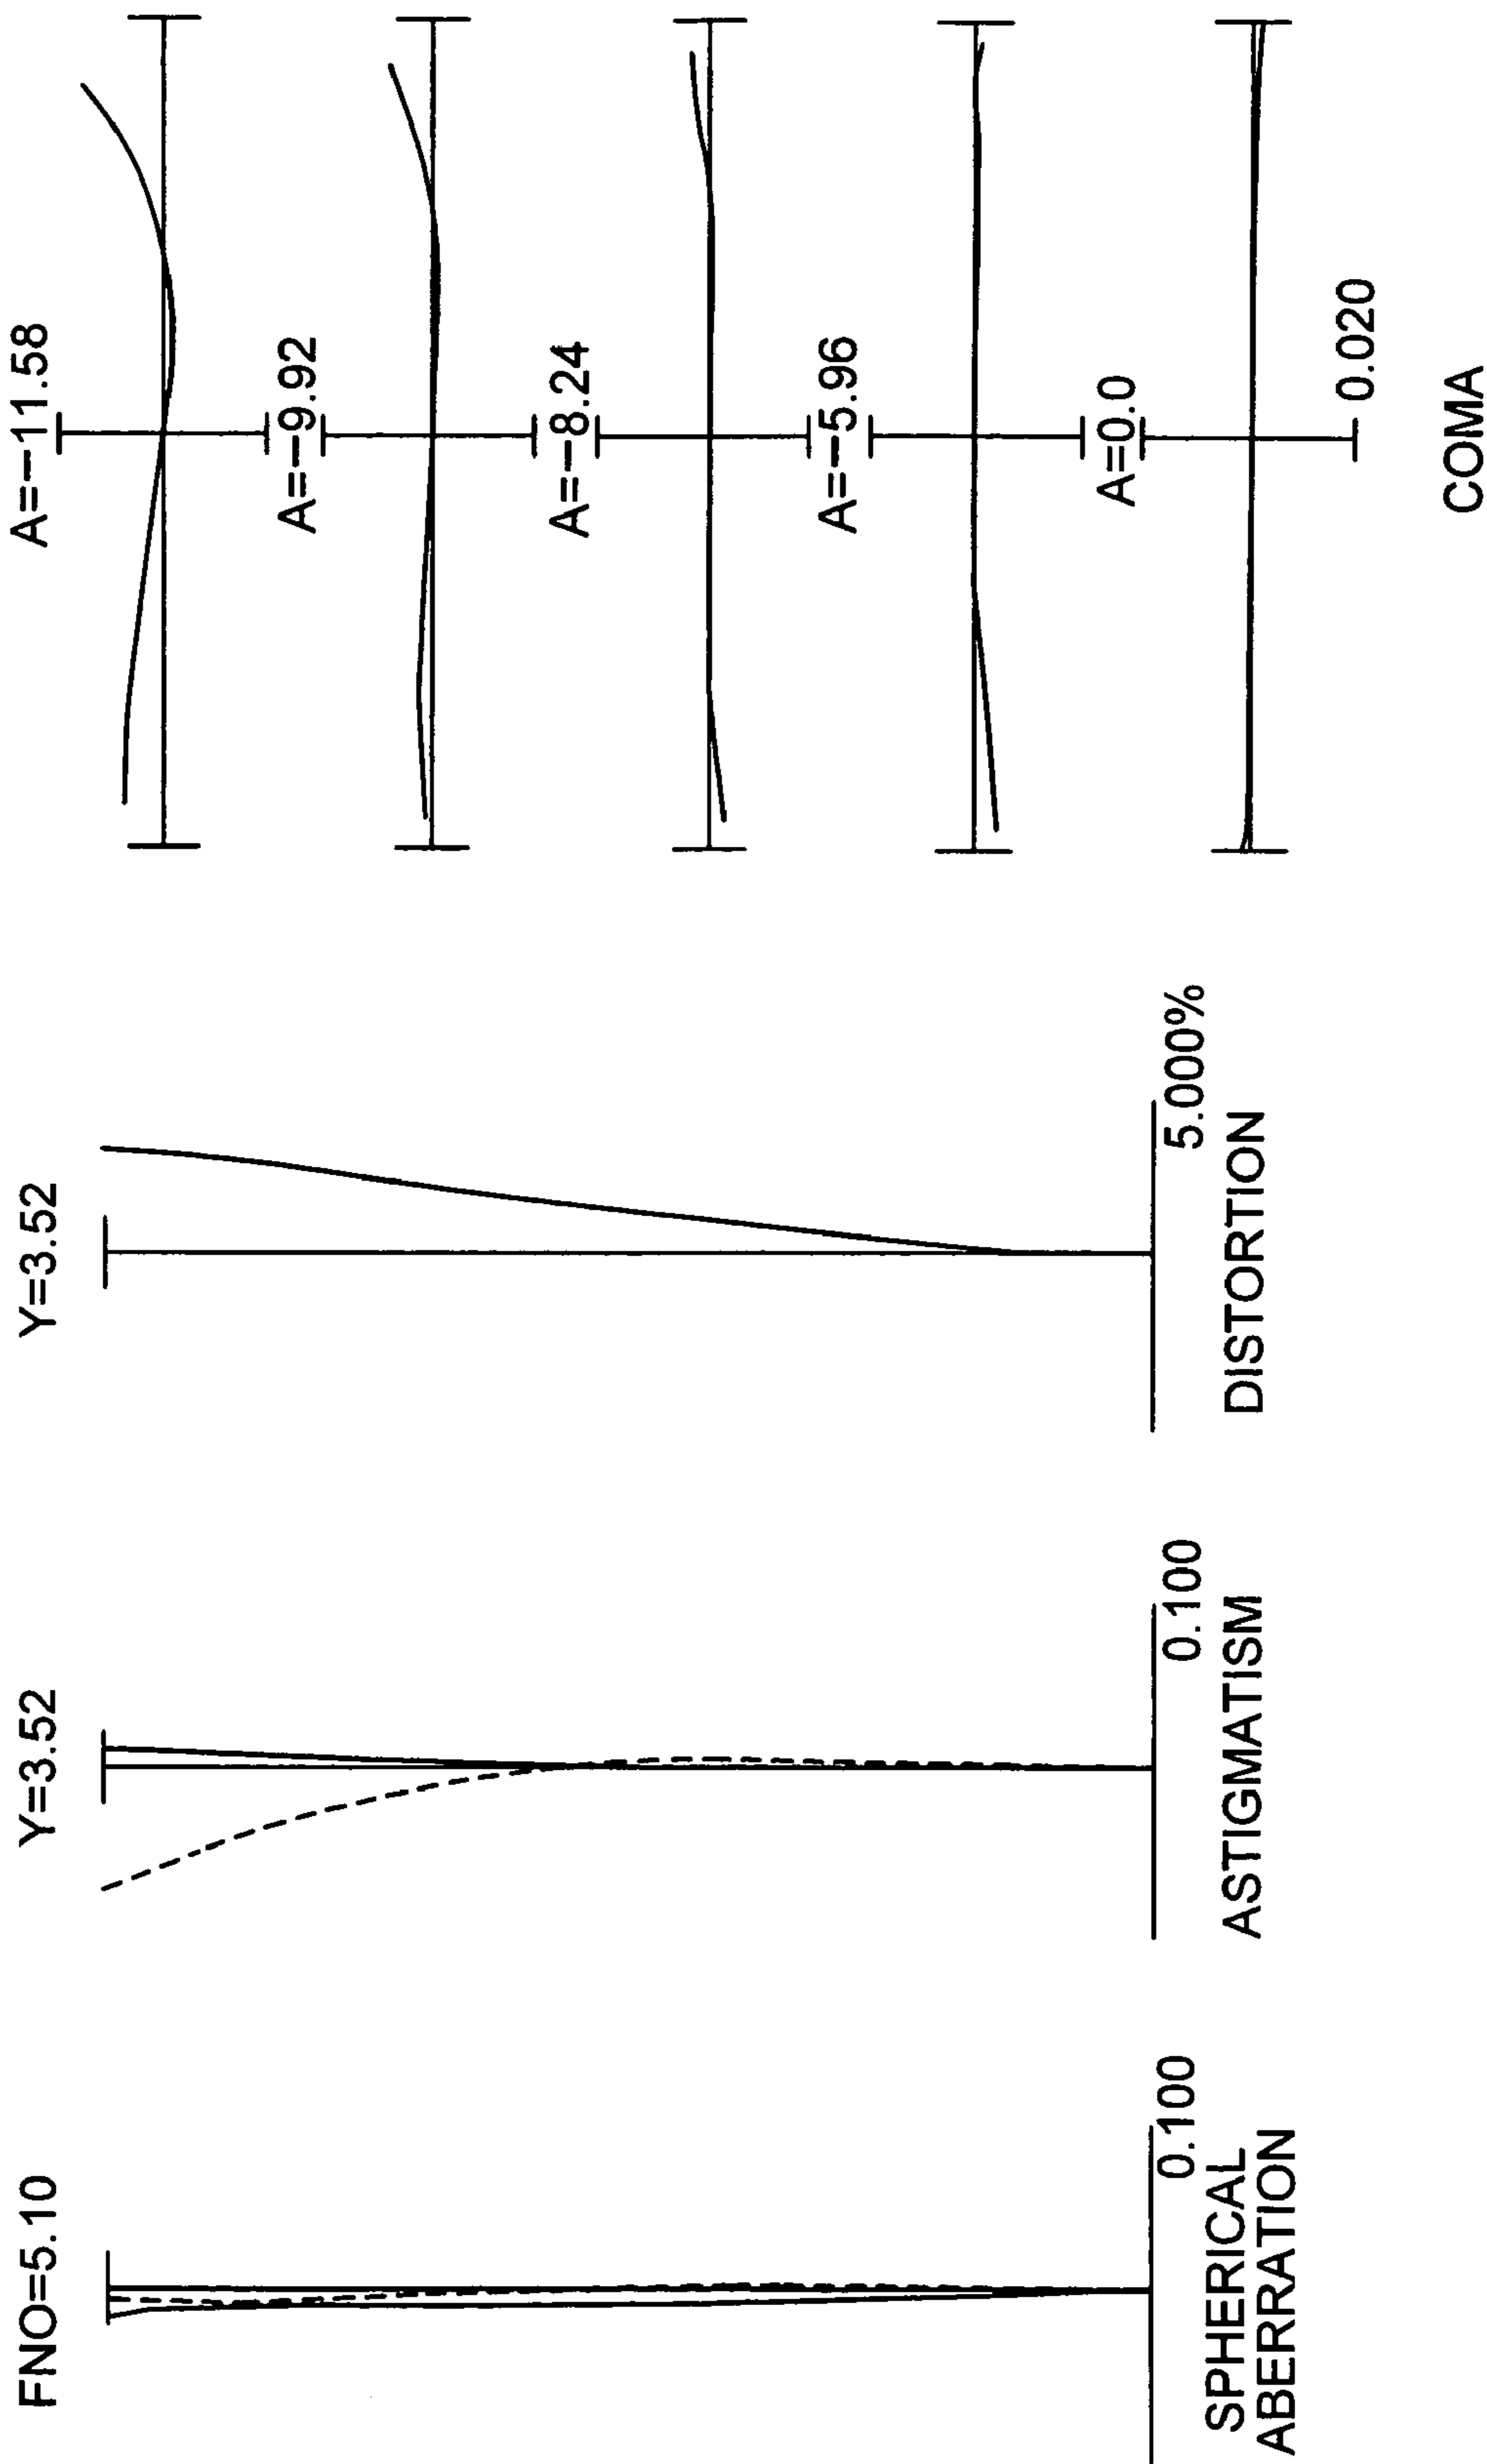 FNO=5.10
0.100
SPHERICAL
ABERRATION
Y=3.52
0.100
ASTIGMATISM
Y=3.52
5.000%
DISTORTION
A=-11.58
A=-9.92
A=-8.24
A=-5.96
A=0.0
0.020
COMA